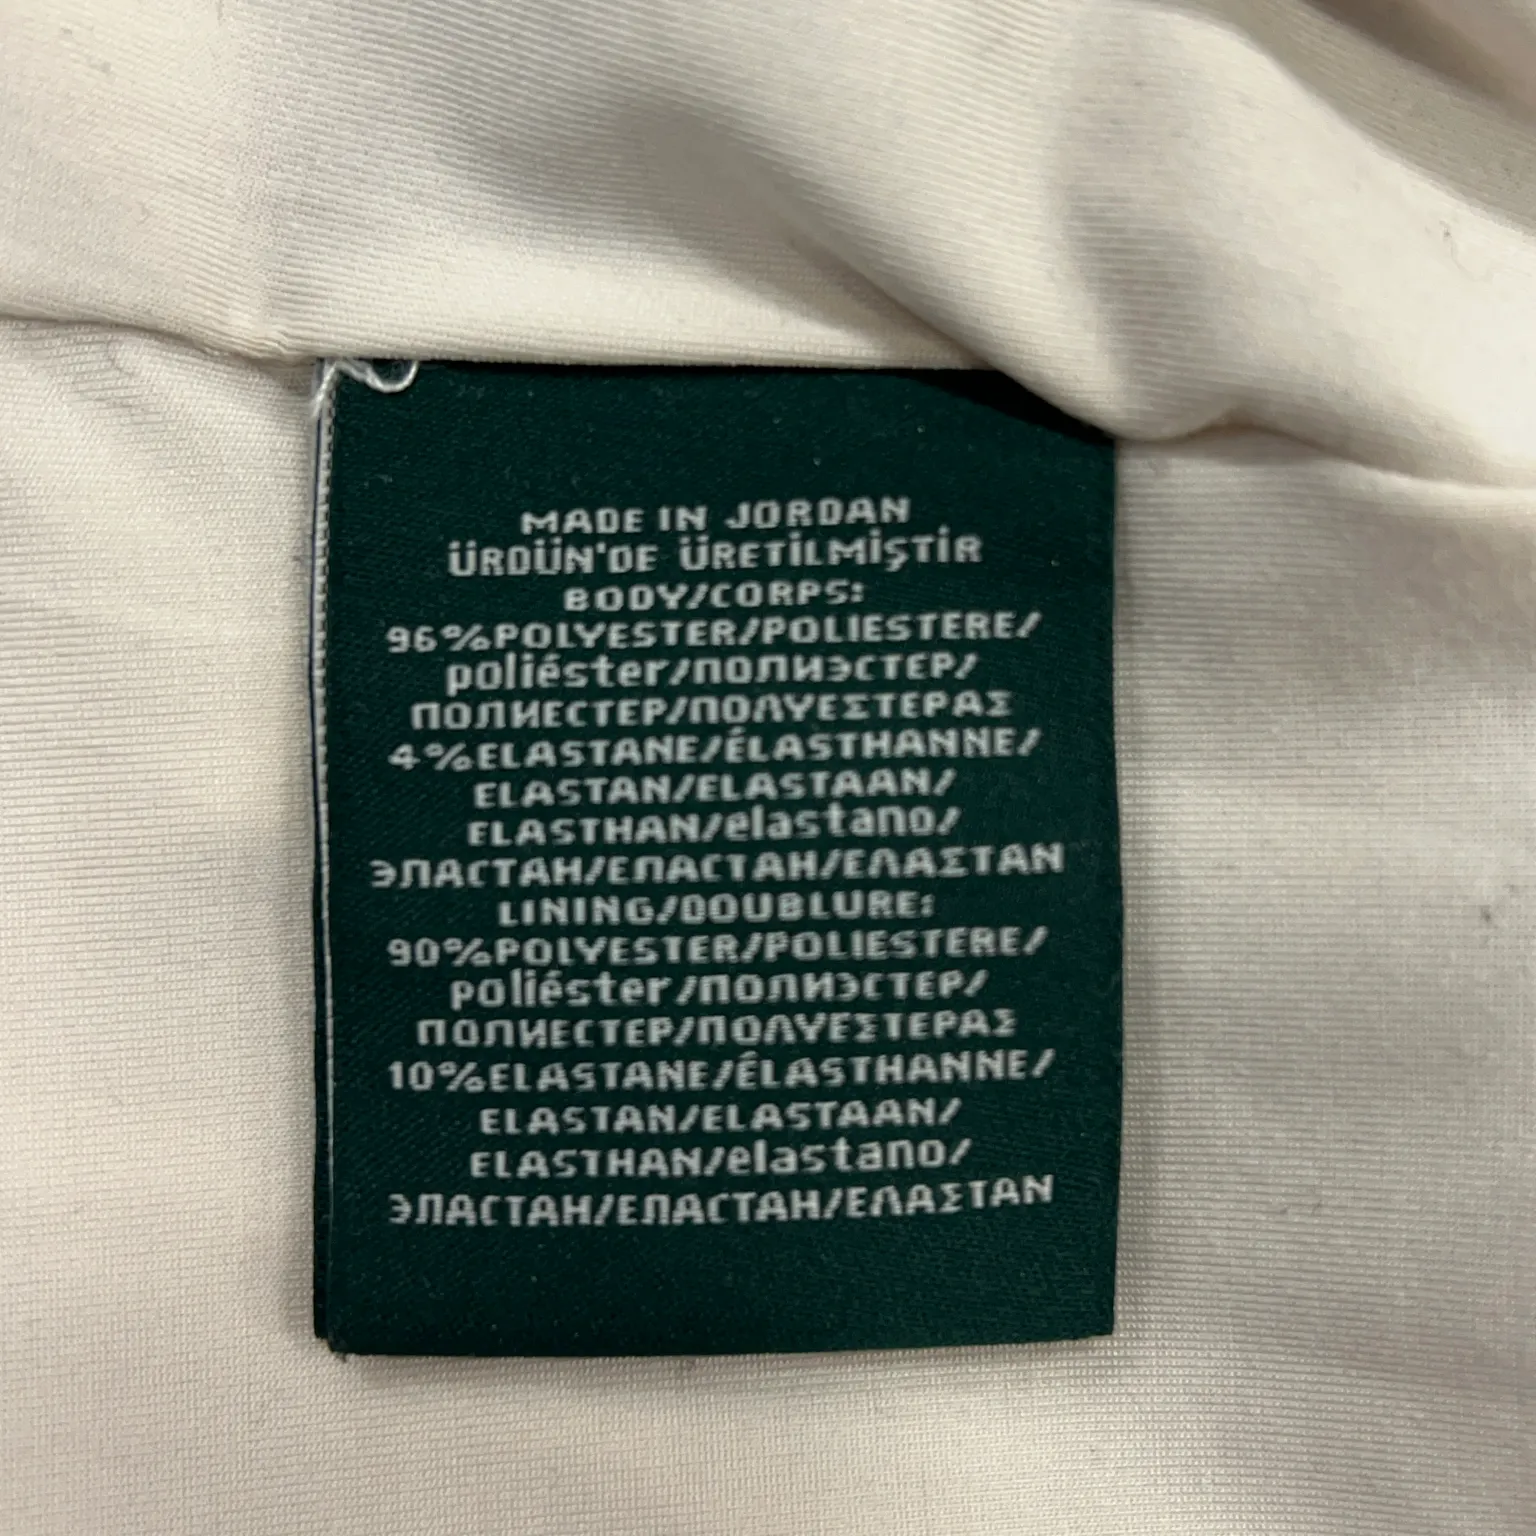 MADE IN JORDAN
ÜRDÜN'DE ÜRETİLMİŞTİR
BODY/CORPS:
96%POLYESTER/POLIESTERE/
poliéster/ПОЛИЭСТЕР/
ПОЛИЕСТЕР/ΠΟΛΥΕΣΤΕΡΑΣ
4%ELASTANE/ÉLASTHANNE/
ELASTAN/ELASTAAN/
ELASTHAN/elastano/
ЭЛАСТАН/ЕЛАСТАН/ΕΛΑΣΤΑΝ
LINING/DOUBLURE:
90%POLYESTER/POLIESTERE/
poliéster/ПОЛИЭСТЕР/
ПОЛИЕСТЕР/ΠΟΛΥΕΣΤΕΡΑΣ
10%ELASTANE/ÉLASTHANNE/
ELASTAN/ELASTAAN/
ELASTHAN/elastano/
ЭЛАСТАН/ЕЛАСТАН/ΕΛΑΣΤΑΝ